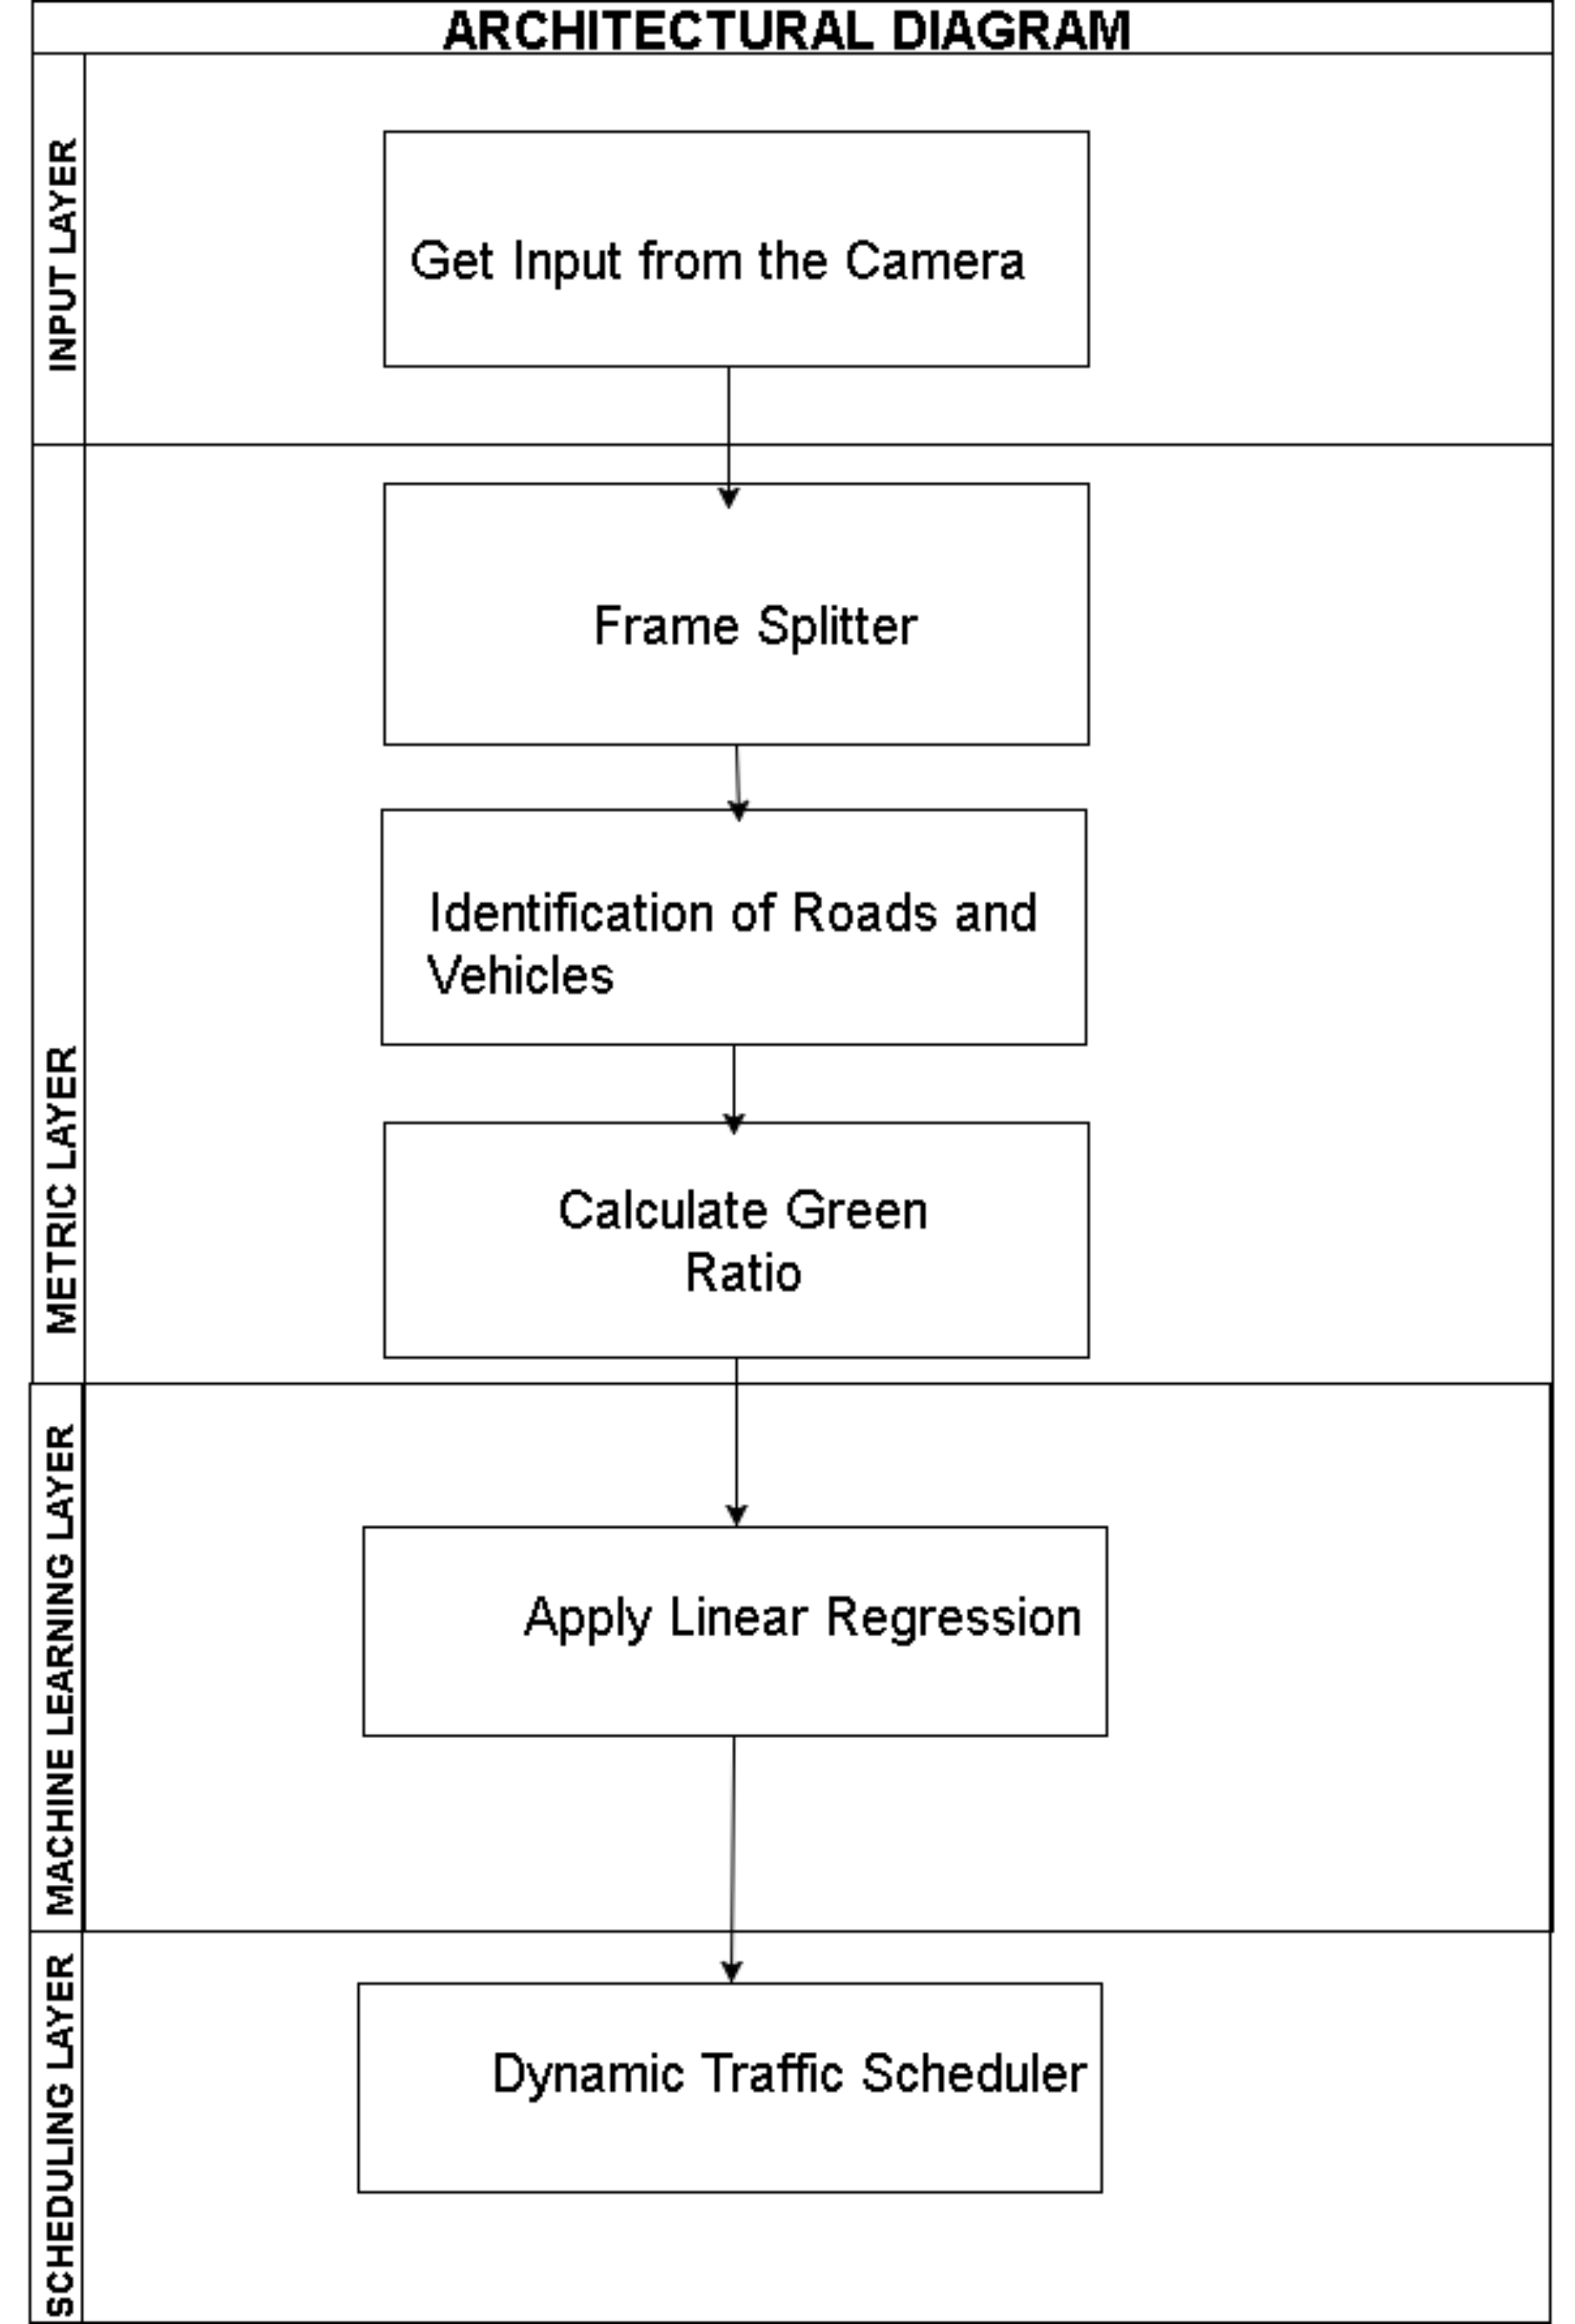 ARCHITECTURAL DIAGRAM
INPUT LAYER
Get Input from the Camera
METRIC LAYER
Frame Splitter
Identification of Roads and
Vehicles
Calculate Green
Ratio
MACHINE LEARNING LAYER
Apply Linear Regression
SCHEDULING LAYER
Dynamic Traffic Scheduler